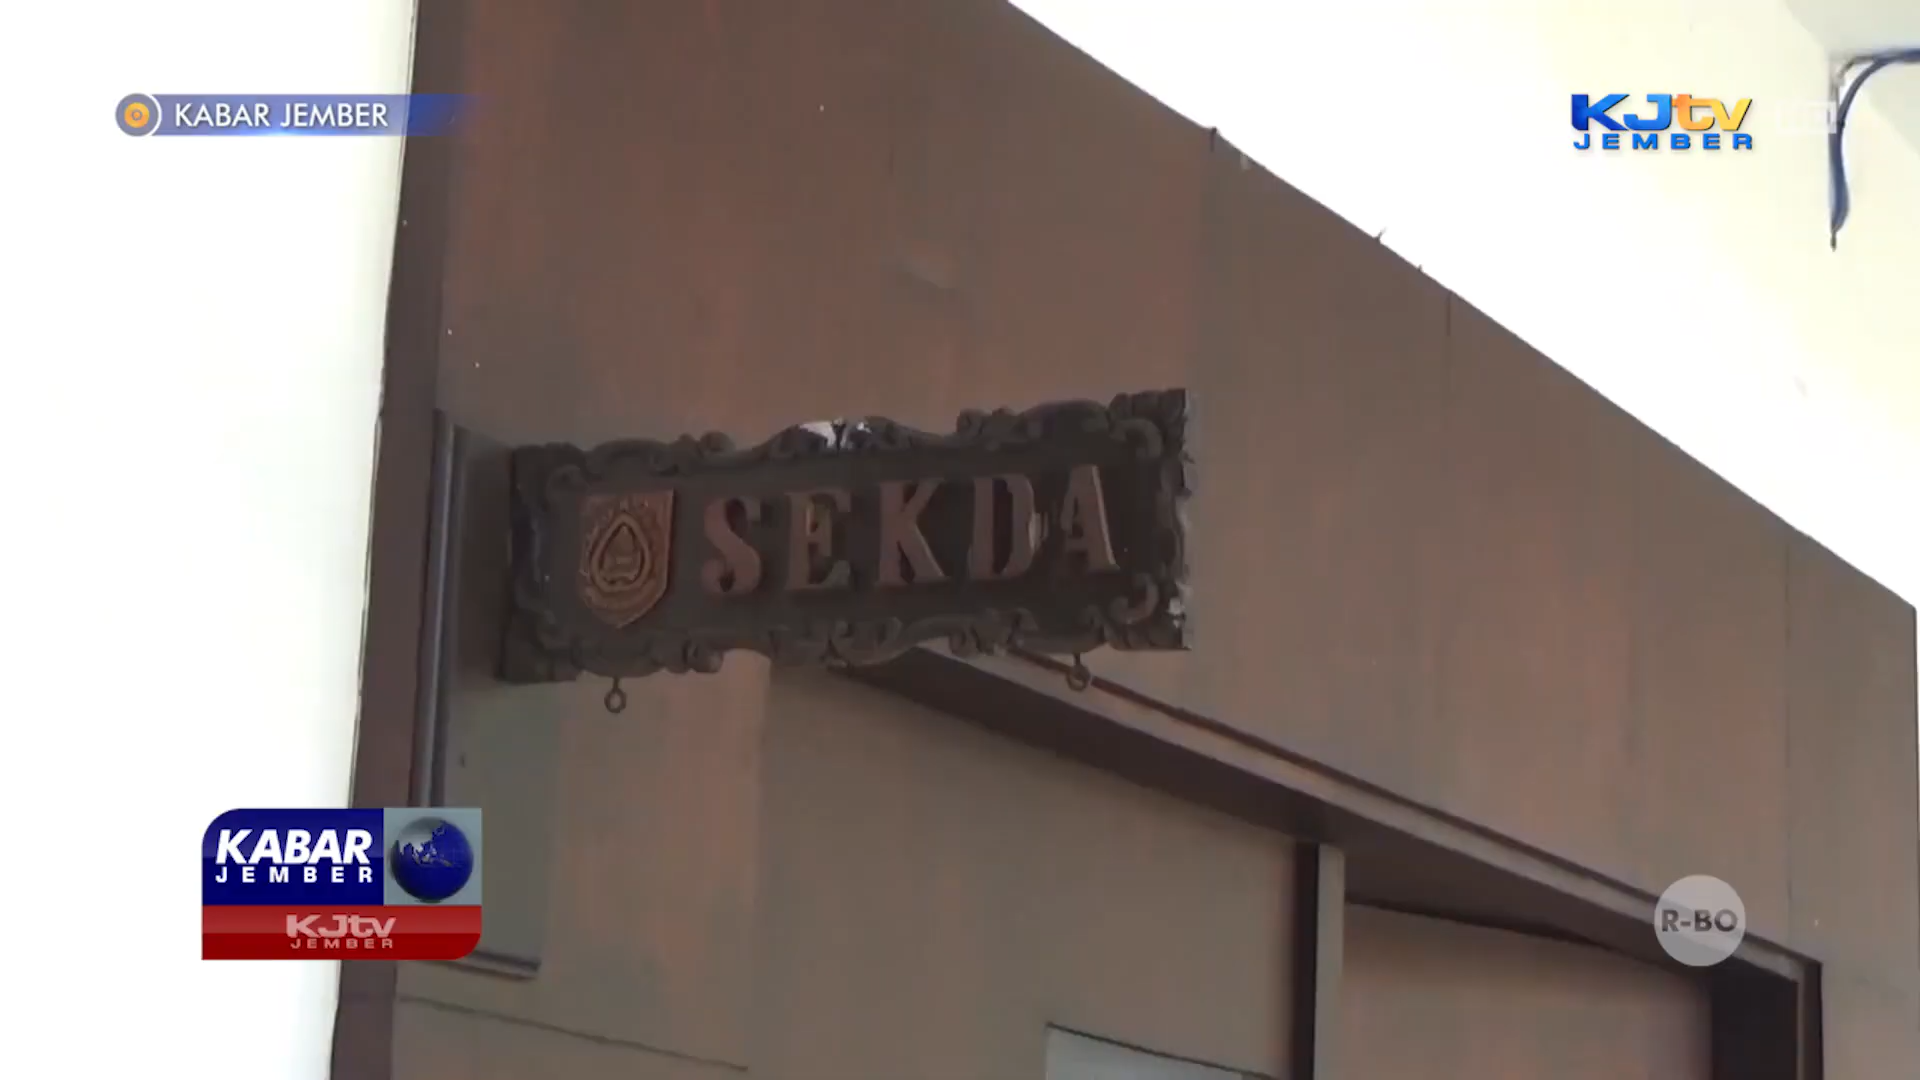 KABAR JEMBER
KJtv
JEMBER
SEKDA
KABAR
JEMBER
KJtv
JEMBER
R-BO